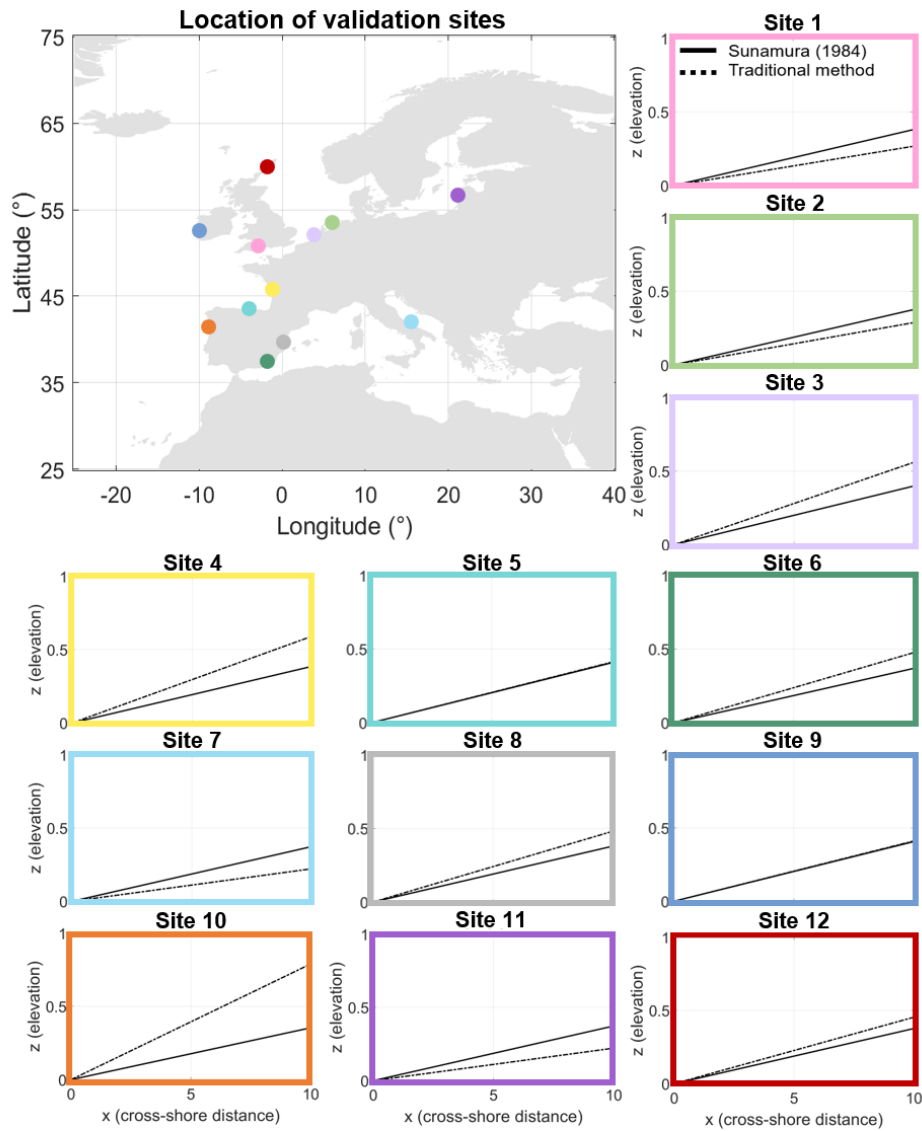 Location of validation sites
75
65
55
45
35
25
Latitude (°)
-20
-10
0
10
20
30
40
Longitude (°)
Site 1
1
0.5
0
z (elevation)
Sunamura (1984)
Traditional method
Site 2
1
0.5
0
z (elevation)
Site 3
1
0.5
0
z (elevation)
Site 4
1
0.5
0
z (elevation)
Site 5
1
0.5
0
Site 6
1
0.5
0
z (elevation)
Site 7
1
0.5
0
z (elevation)
Site 8
1
0.5
0
z (elevation)
Site 9
1
0.5
0
z (elevation)
Site 10
1
0.5
0
z (elevation)
0
5
10
x (cross-shore distance)
Site 11
1
0.5
0
z (elevation)
0
5
10
x (cross-shore distance)
Site 12
1
0.5
0
z (elevation)
0
5
10
x (cross-shore distance)